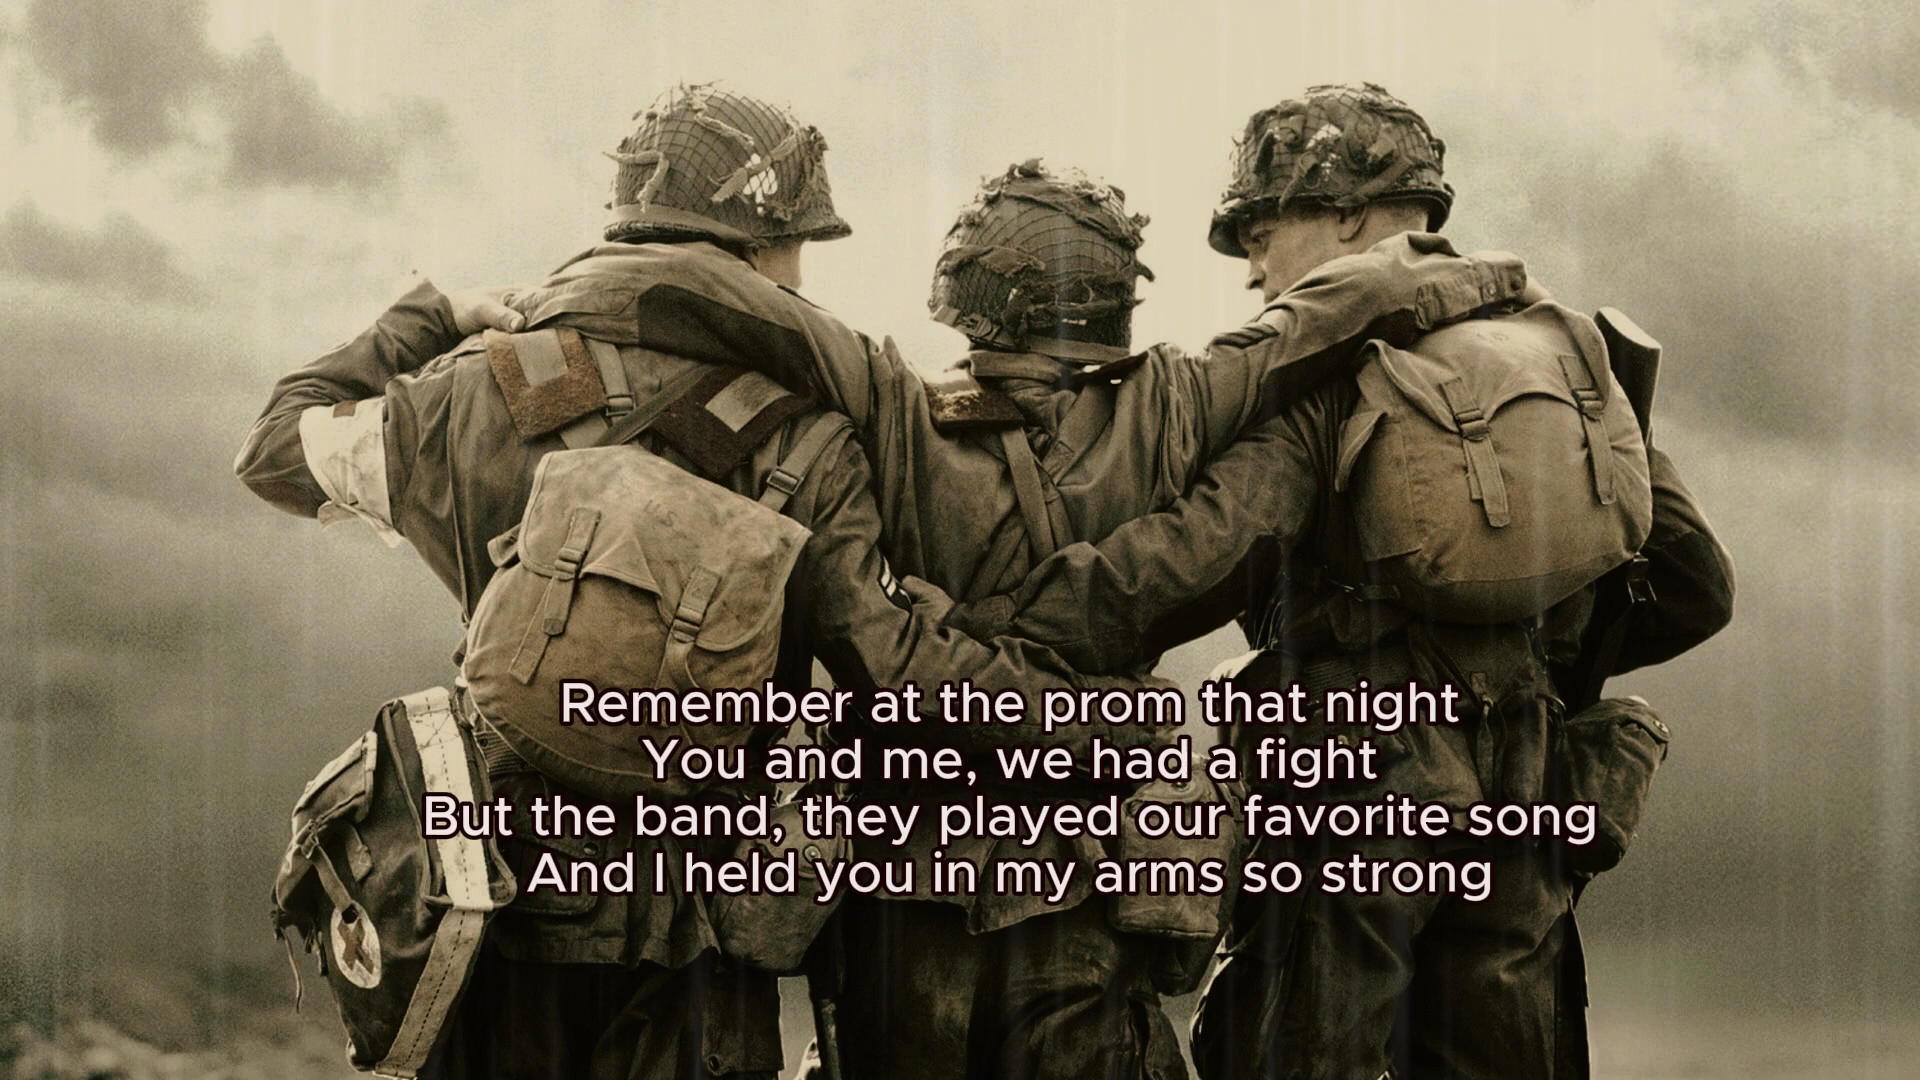 US
Remember at the prom that night
You and me, we had a fight
But the band, they played our favorite song
And I held you in my arms so strong